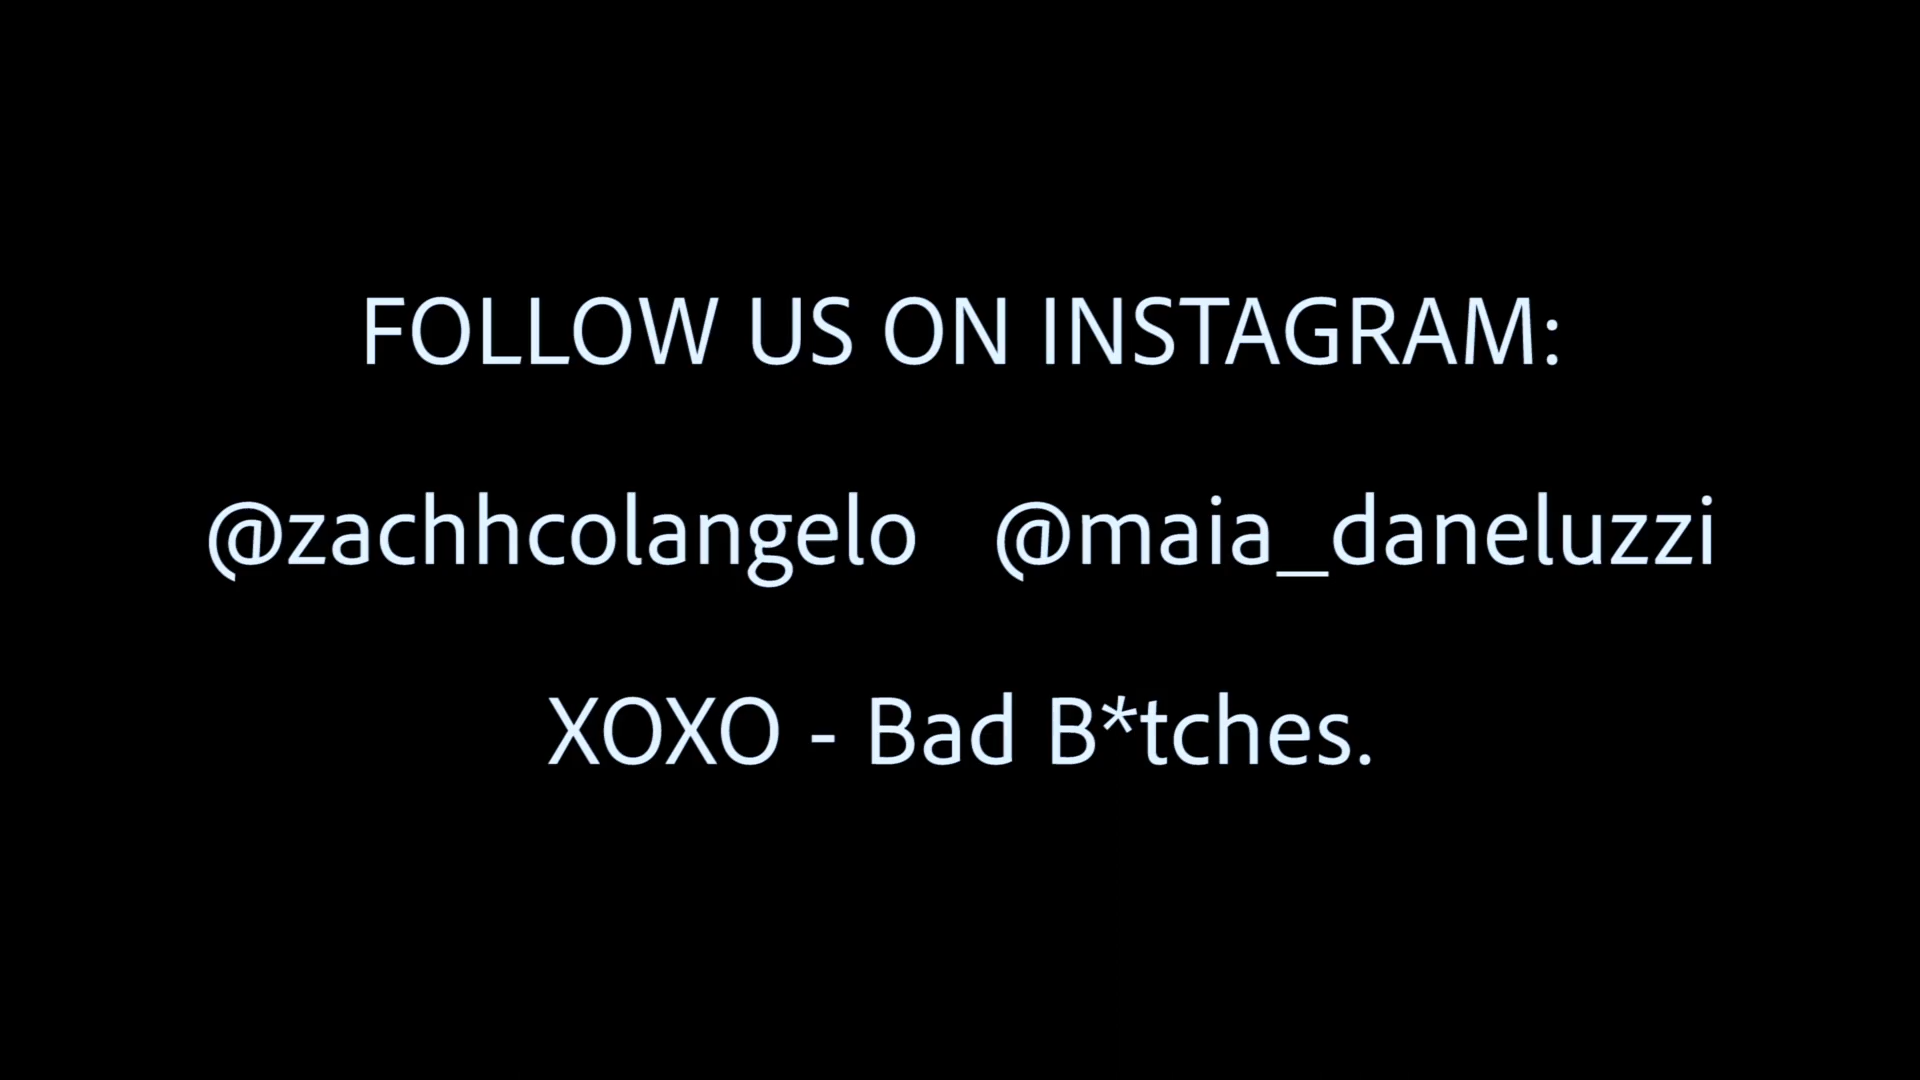 FOLLOW US ON INSTAGRAM:
@zachhcolangelo @maia_daneluzzi
XOXO - Bad B*tches.